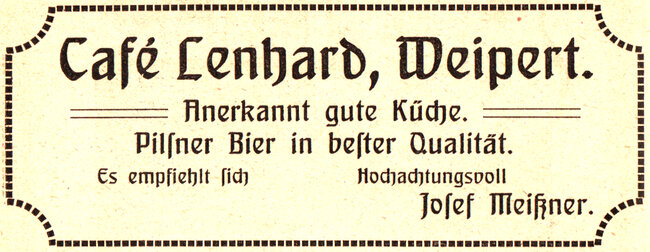 Café Lenhard, Weipert.
Anerkannt gute Küche.
Pilſner Bier in beſter Qualität.
Es empfiehlt ſich Hochachtungsvoll
Joſef Meißner.